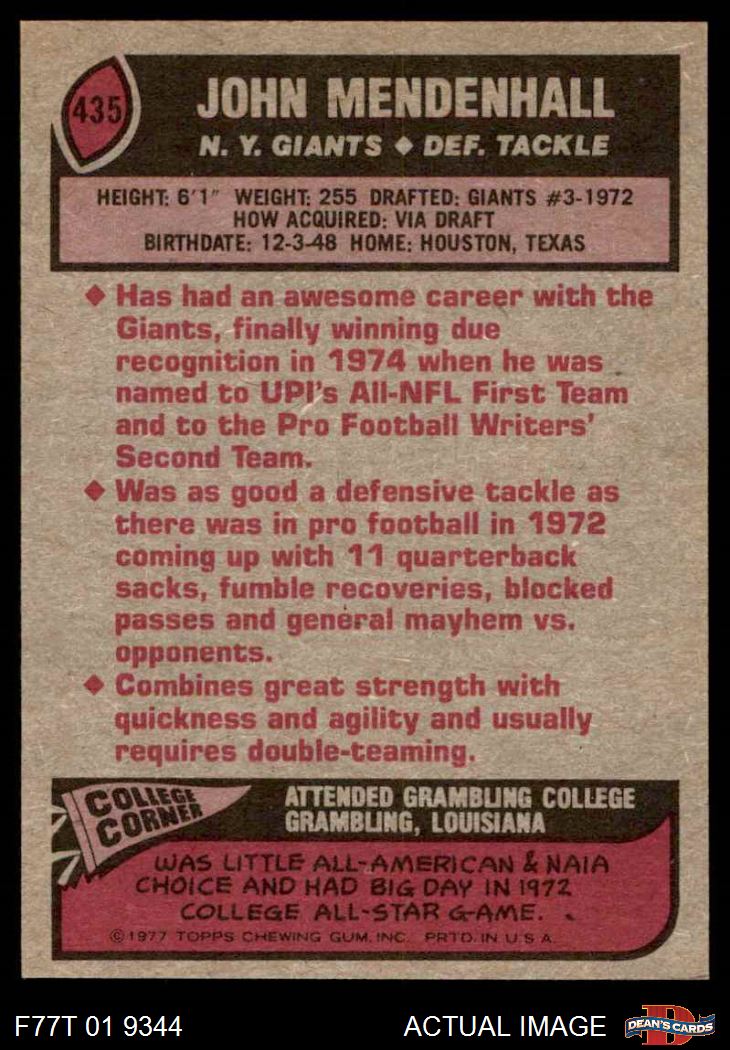 435
JOHN MENDENHALL
N. Y. GIANTS ♦ DEF. TACKLE
HEIGHT: 6'1" WEIGHT: 255 DRAFTED: GIANTS #3-1972
HOW ACQUIRED: VIA DRAFT
BIRTHDATE: 12-3-48 HOME: HOUSTON, TEXAS
♦ Has had an awesome career with the
Giants, finally winning due
recognition in 1974 when he was
named to UPI's All-NFL First Team
and to the Pro Football Writers'
Second Team.
♦ Was as good a defensive tackle as
there was in pro football in 1972
coming up with 11 quarterback
sacks, fumble recoveries, blocked
passes and general mayhem vs.
opponents.
♦ Combines great strength with
quickness and agility and usually
requires double-teaming.
COLLEGE
CORNER
ATTENDED GRAMBLING COLLEGE
GRAMBLING, LOUISIANA
WAS LITTLE ALL-AMERICAN & NAIA
CHOICE AND HAD BIG DAY IN 1972
COLLEGE ALL-STAR GAME.
© 1977 TOPPS CHEWING GUM, INC. PRTD. IN U.S.A.
F77T 01 9344
ACTUAL IMAGE
D
DEAN'S CARDS